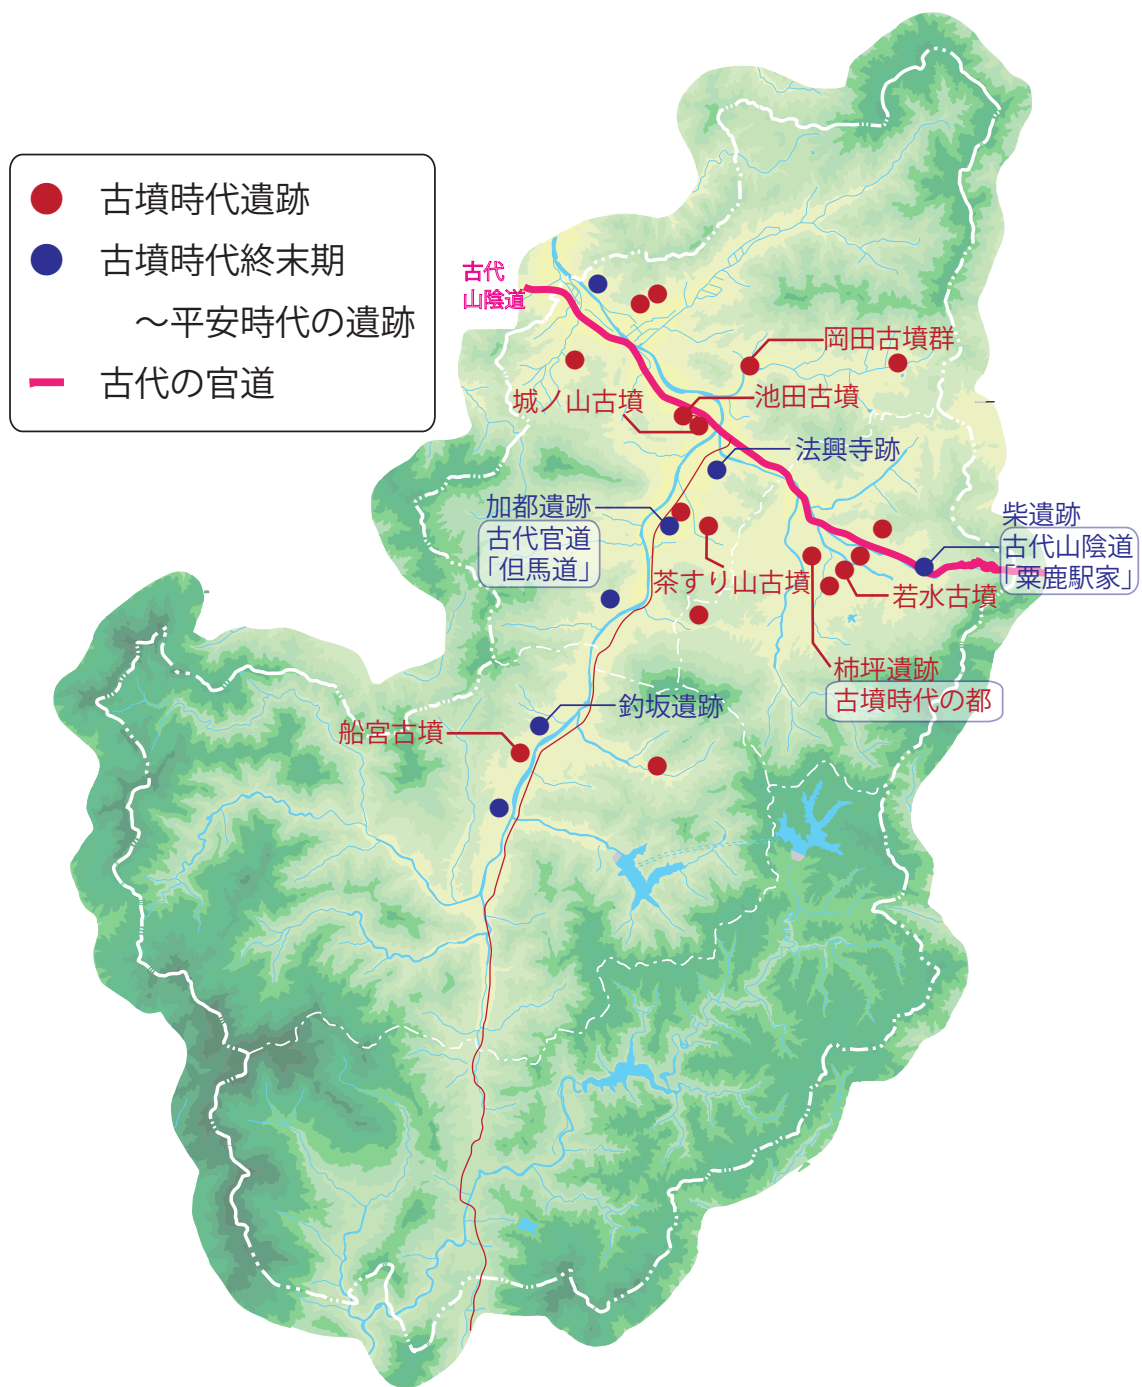 古墳時代遺跡
古墳時代終末期
～平安時代の遺跡
古代の官道
古代
山陰道
岡田古墳群
城ノ山古墳
池田古墳
法興寺跡
加都遺跡
古代官道
「但馬道」
柴遺跡
古代山陰道
「粟鹿駅家」
茶すり山古墳
若水古墳
柿坪遺跡
古墳時代の都
釣坂遺跡
船宮古墳